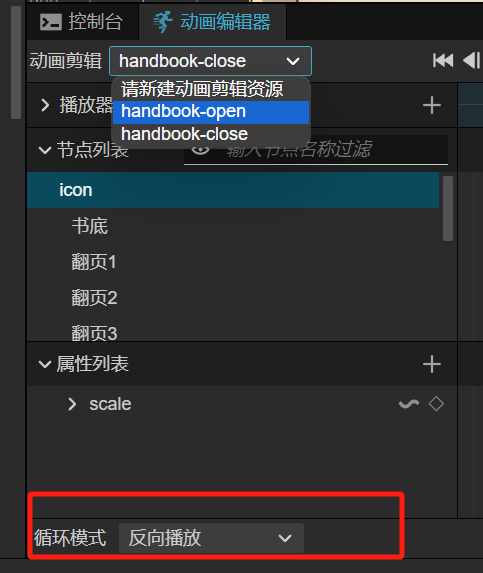 控制台 动画编辑器
动画剪辑 handbook-close
请新建动画剪辑资源
播放器 handbook-open
handbook-close
节点列表 输入节点名称过滤
icon
书底
翻页1
翻页2
翻页3
属性列表
scale
循环模式 反向播放